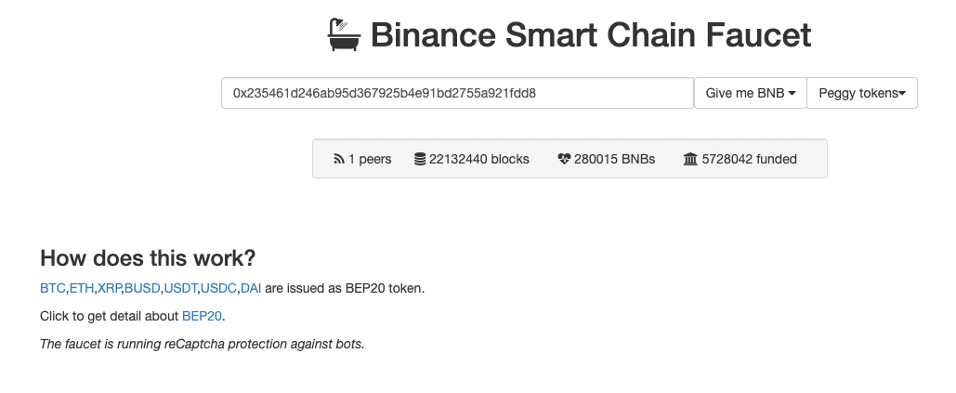 Binance Smart Chain Faucet
0x235461d246ab95d367925b4e91bd2755a921fdd8 Give me BNB Peggy tokens
1 peers 22132440 blocks 280015 BNBs 5728042 funded
How does this work?
BTC,ETH,XRP,BUSD,USDT,USDC,DAI are issued as BEP20 token.
Click to get detail about BEP20.
The faucet is running reCaptcha protection against bots.